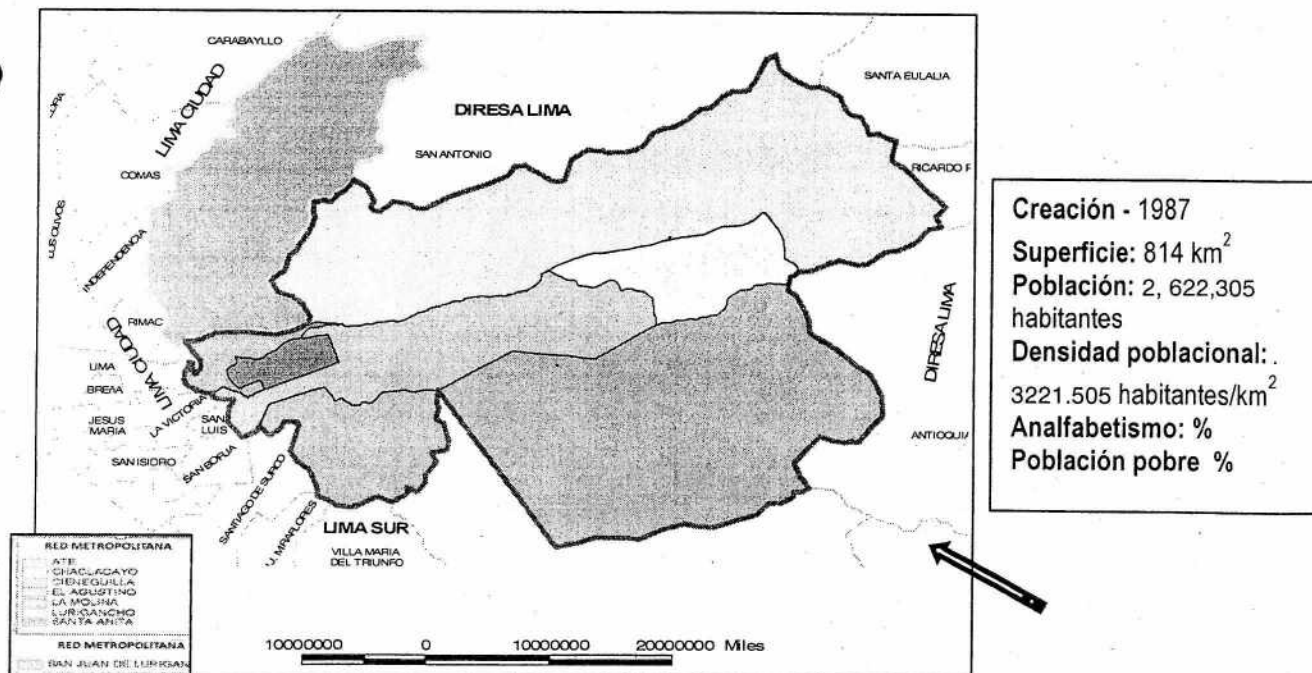 CARABAYLLO
LIMA CIUDAD
SANTA EULALIA
DIRESA LIMA
SAN ANTONIO
COMAS
RICARDO P
LOS OLIVOS
INDEPENDENCIA
RIMAC
LIMA CIUDAD
LIMA
BREÑA
LA VICTORIA
JESUS
MARIA
SAN
LUIS
SAN ISIDRO
SAN BORJA
SANTIAGO DE SURCO
J. MIRAFLORES
LIMA SUR
VILLA MARIA
DEL TRIUNFO
DIRESA LIMA
ANTIOQUIA
RED METROPOLITANA
ATE
CHACLACAYO
CIENEGUILLA
EL AGUSTINO
LA MOLINA
LURIGANCHO
SANTA ANITA
RED METROPOLITANA
SAN JUAN DE LURIGAN
10000000 0 10000000 20000000 Miles
Creación - 1987
Superficie: 814 km²
Población: 2, 622,305
habitantes
Densidad poblacional: .
3221.505 habitantes/km²
Analfabetismo: %
Población pobre %